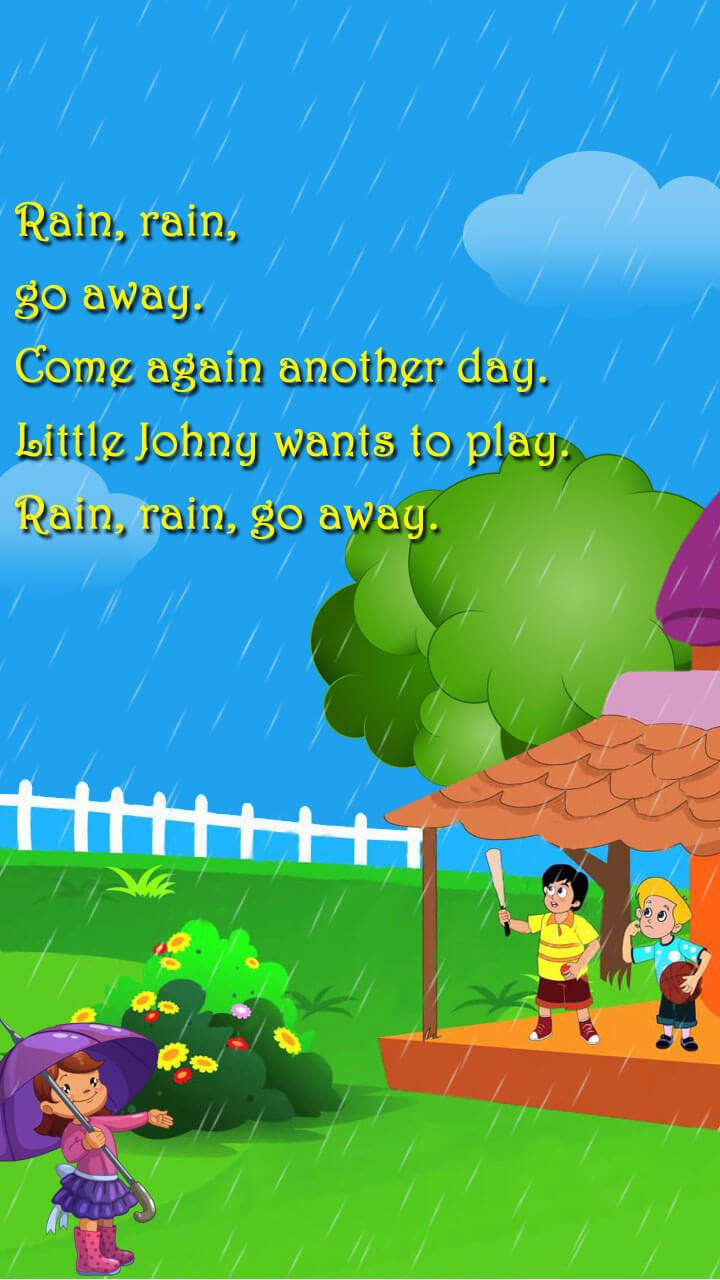 Rain, rain,
go away.
Come again another day.
Little Johny wants to play.
Rain, rain, go away.